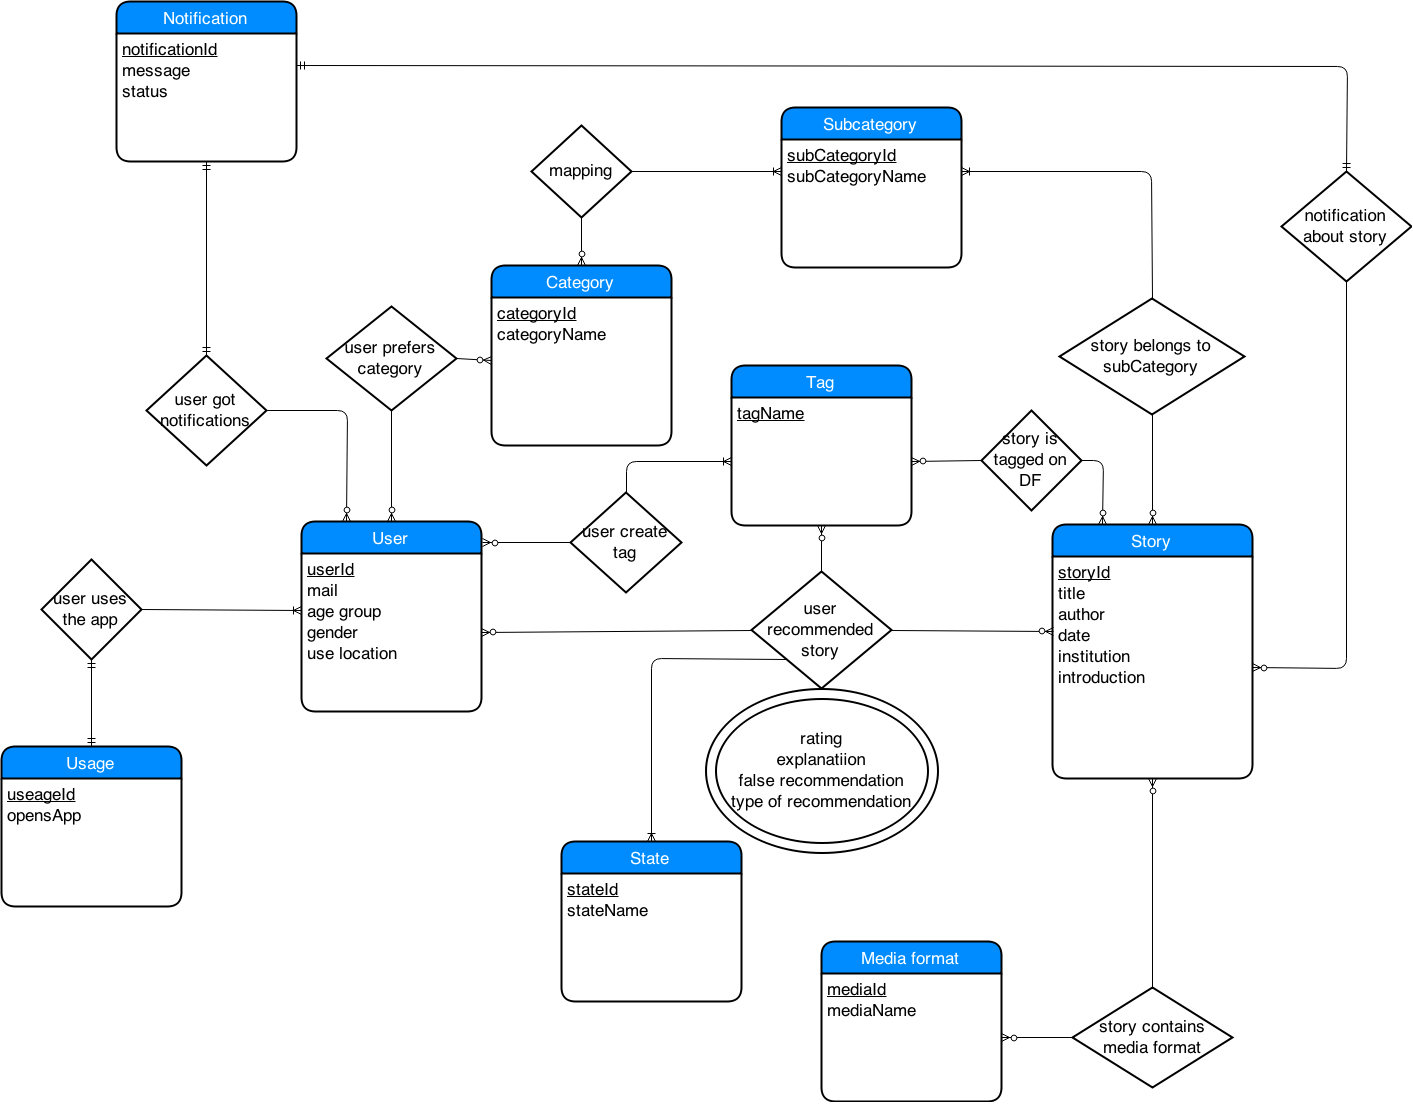 Notification
notificationId
message
status
Subcategory
subCategoryId
subCategoryName
mapping
notification
about story
Category
categoryId
categoryName
user prefers
category
story belongs to
subCategory
Tag
tagName
user got
notifications
story is
tagged on
DF
User
userId
mail
age group
gender
use location
user create
tag
Story
storyId
title
author
date
institution
introduction
user uses
the app
user
recommended
story
rating
explanatiion
false recommendation
type of recommendation
Usage
useageId
opensApp
State
stateId
stateName
Media format
mediaId
mediaName
story contains
media format